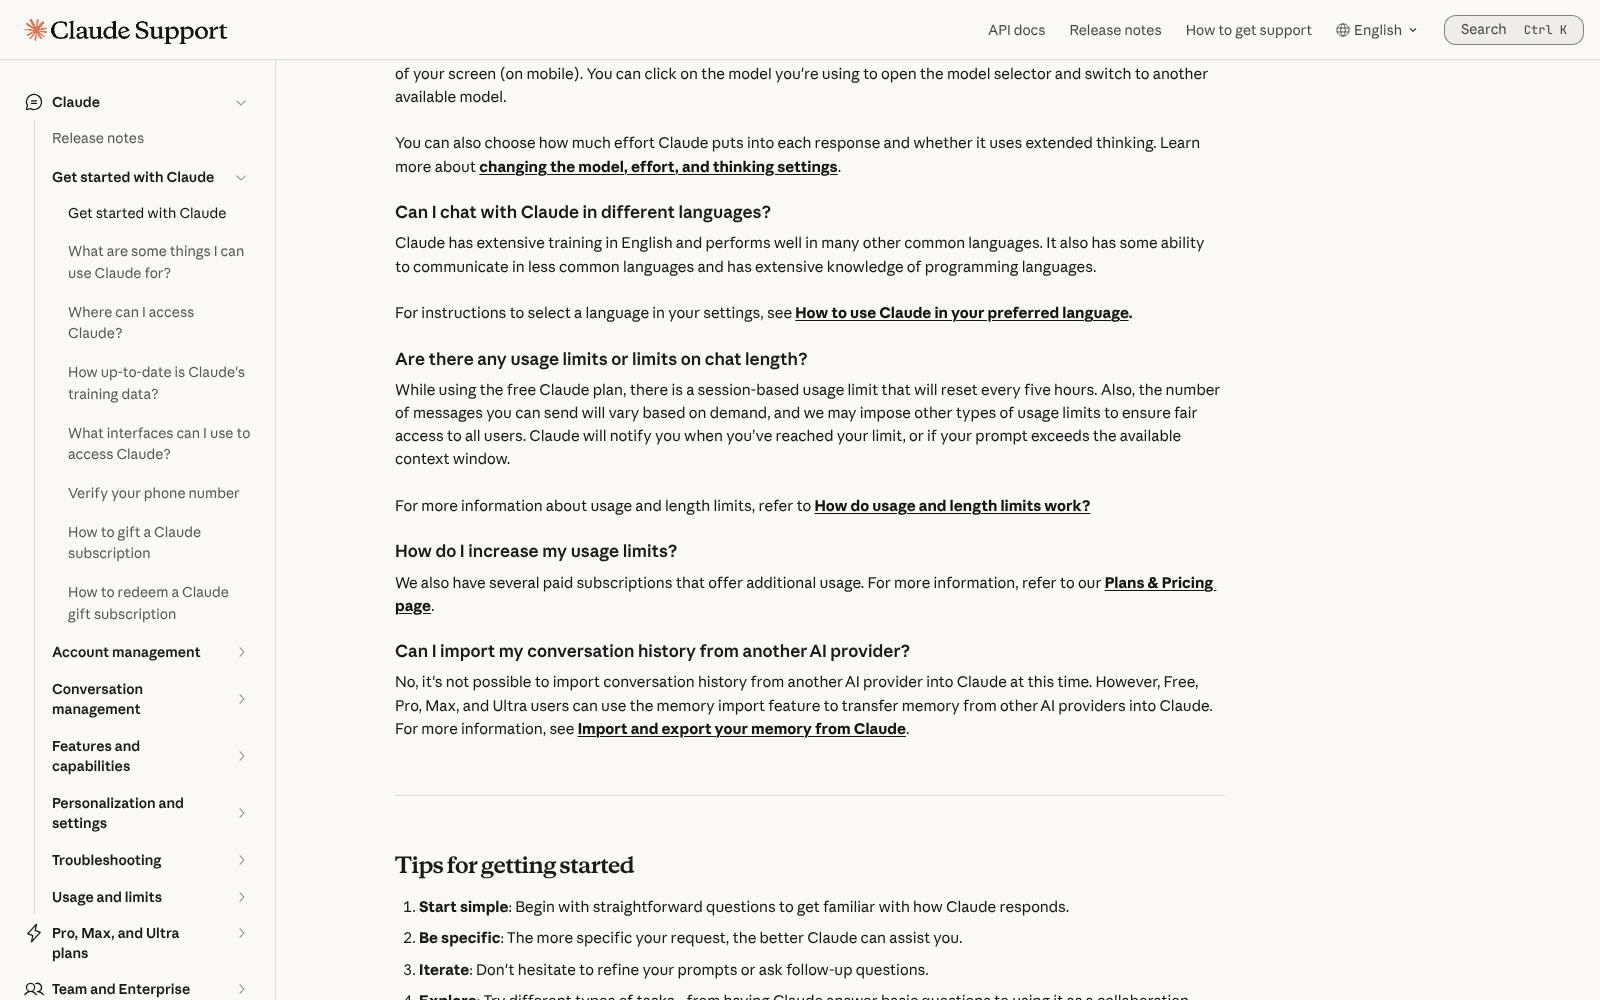 Claude Support
API docs
Release notes
How to get support
English
Search Ctrl K
Claude
Release notes
Get started with Claude
Get started with Claude
What are some things I can
use Claude for?
Where can I access
Claude?
How up-to-date is Claude's
training data?
What interfaces can I use to
access Claude?
Verify your phone number
How to gift a Claude
subscription
How to redeem a Claude
gift subscription
Account management
Conversation
management
Features and
capabilities
Personalization and
settings
Troubleshooting
Usage and limits
Pro, Max, and Ultra
plans
Team and Enterprise
of your screen (on mobile). You can click on the model you're using to open the model selector and switch to another
available model.
You can also choose how much effort Claude puts into each response and whether it uses extended thinking. Learn
more about changing the model, effort, and thinking settings.
Can I chat with Claude in different languages?
Claude has extensive training in English and performs well in many other common languages. It also has some ability
to communicate in less common languages and has extensive knowledge of programming languages.
For instructions to select a language in your settings, see How to use Claude in your preferred language.
Are there any usage limits or limits on chat length?
While using the free Claude plan, there is a session-based usage limit that will reset every five hours. Also, the number
of messages you can send will vary based on demand, and we may impose other types of usage limits to ensure fair
access to all users. Claude will notify you when you've reached your limit, or if your prompt exceeds the available
context window.
For more information about usage and length limits, refer to How do usage and length limits work?
How do I increase my usage limits?
We also have several paid subscriptions that offer additional usage. For more information, refer to our Plans & Pricing
page.
Can I import my conversation history from another AI provider?
No, it's not possible to import conversation history from another AI provider into Claude at this time. However, Free,
Pro, Max, and Ultra users can use the memory import feature to transfer memory from other AI providers into Claude.
For more information, see Import and export your memory from Claude.
Tips for getting started
1. Start simple: Begin with straightforward questions to get familiar with how Claude responds.
2. Be specific: The more specific your request, the better Claude can assist you.
3. Iterate: Don't hesitate to refine your prompts or ask follow-up questions.
4. Explore: Try different types of tasks - from having Claude answer basic questions to using it as a collaboration